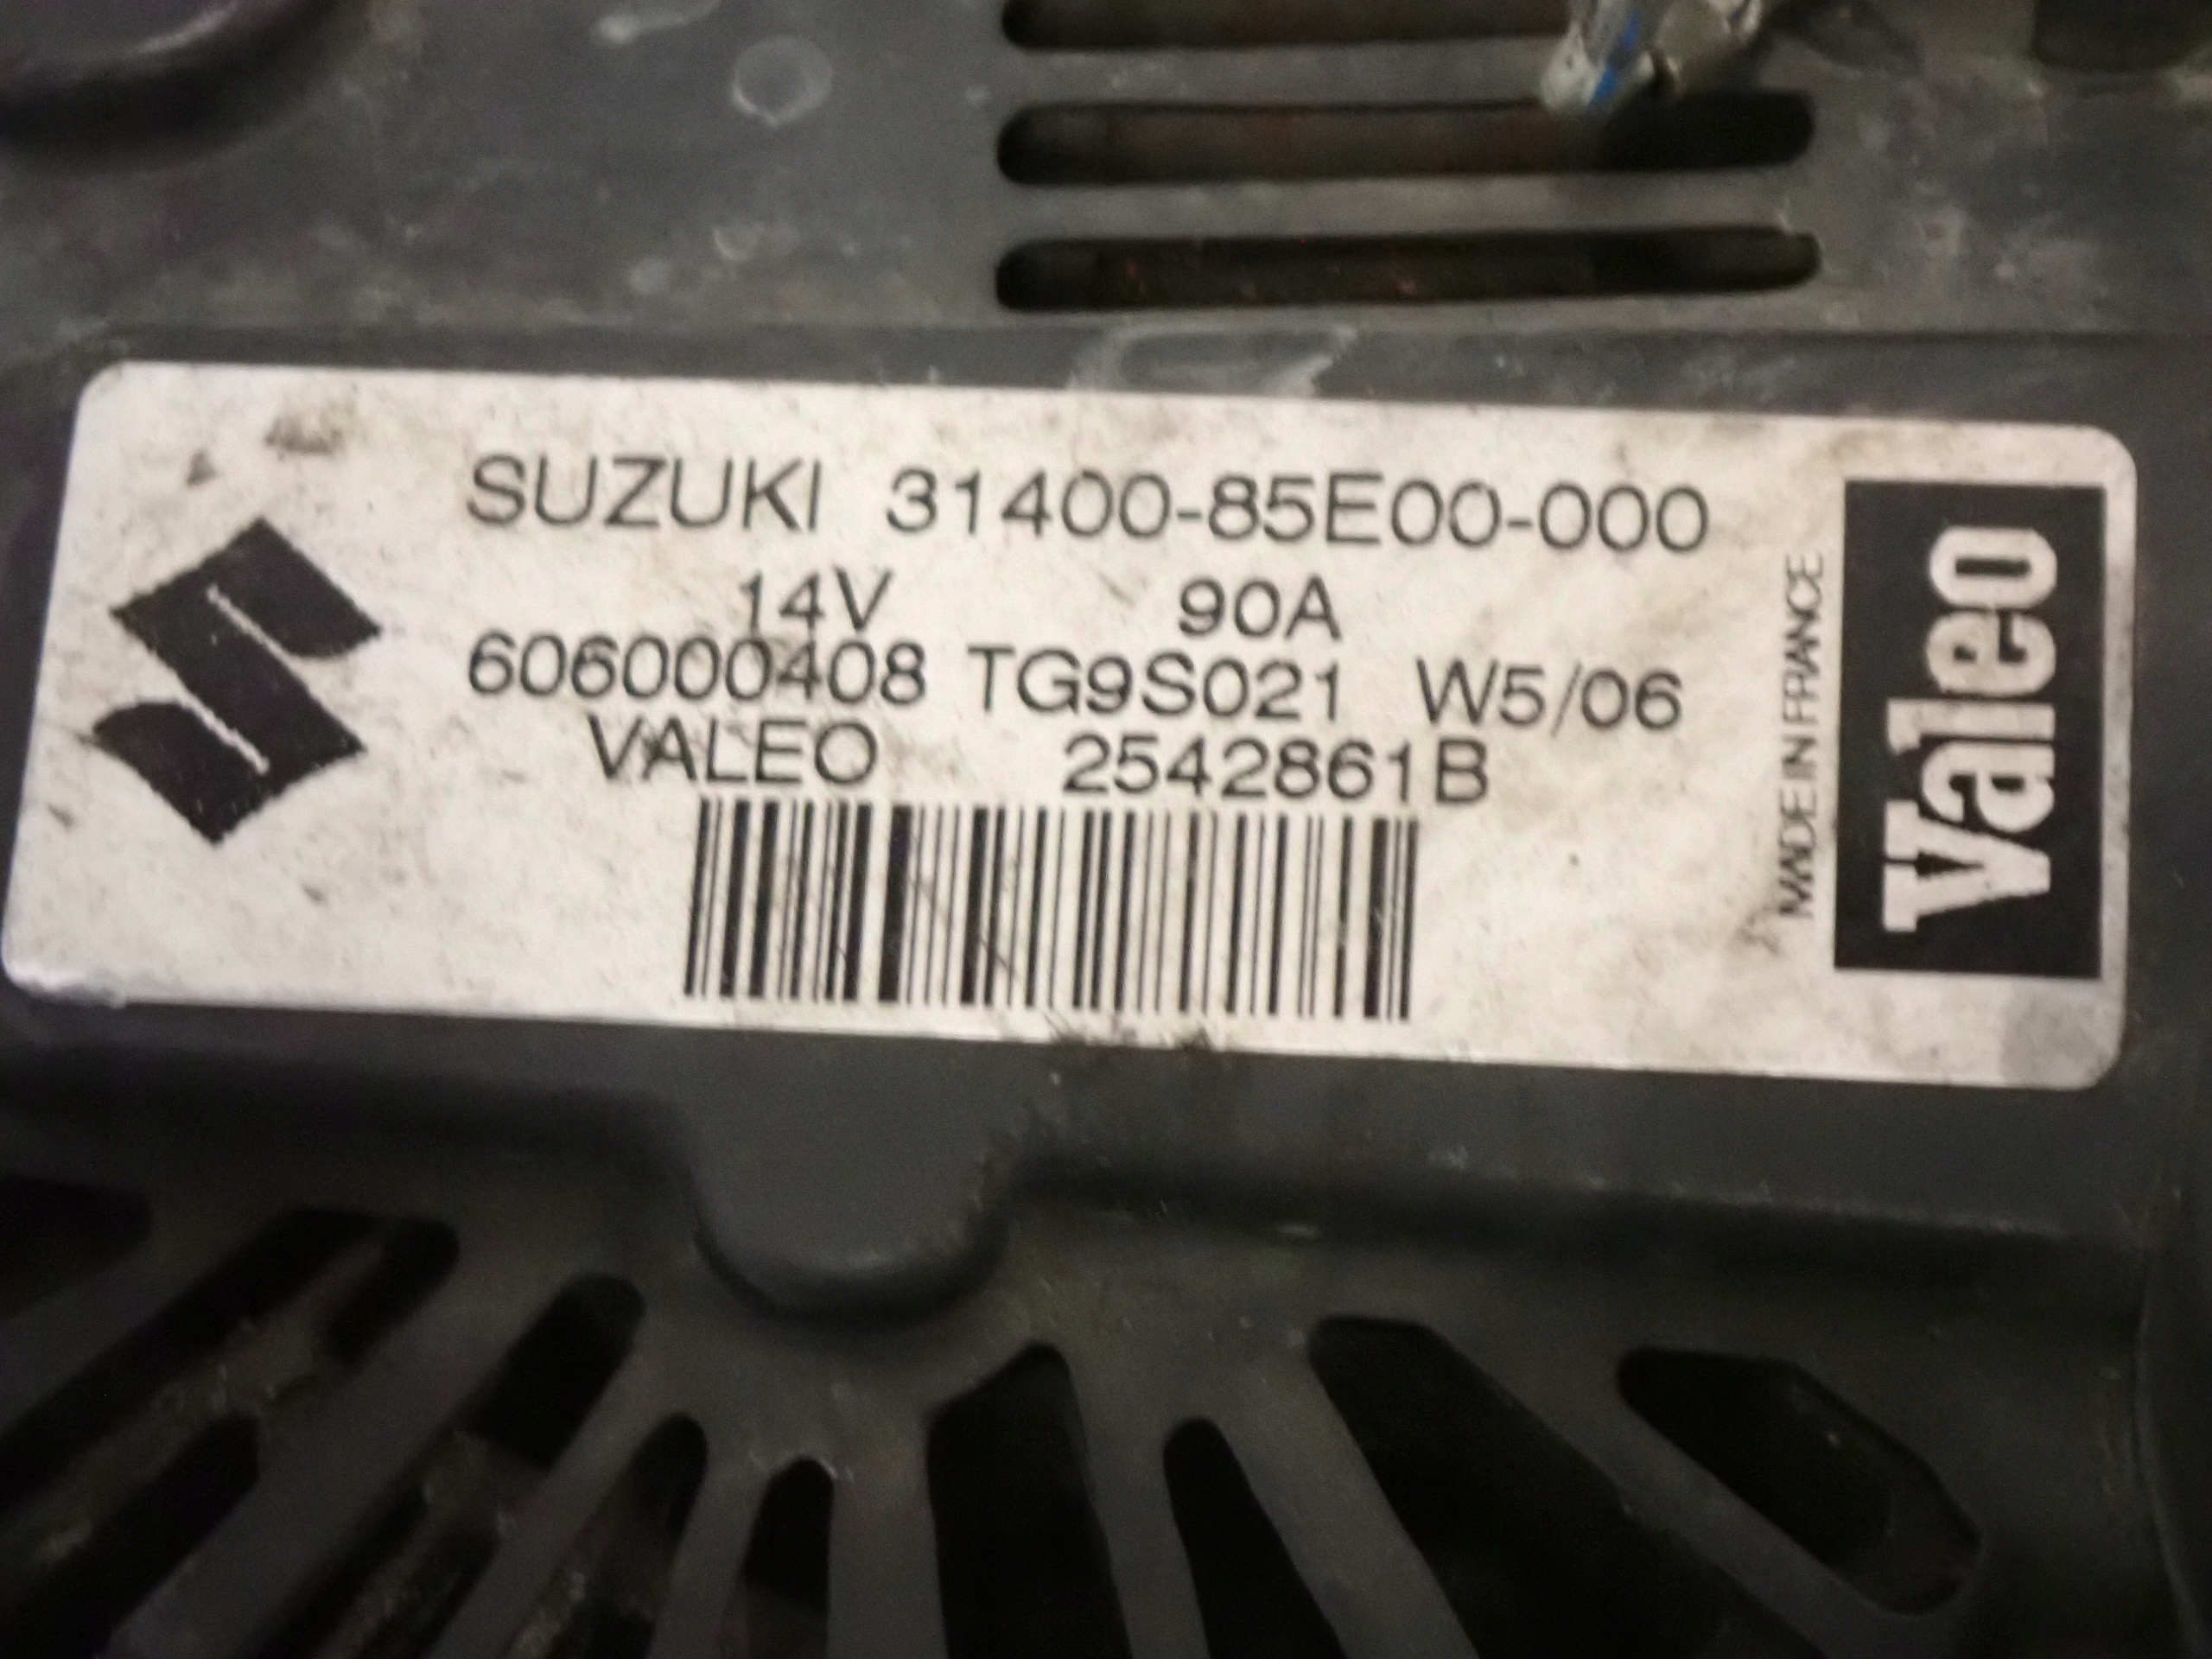 SUZUKI 31400-85E00-000
14V 90A
606000408 TG9S021 W5/06
VALEO 2542861B
MADE IN FRANCE
Valeo